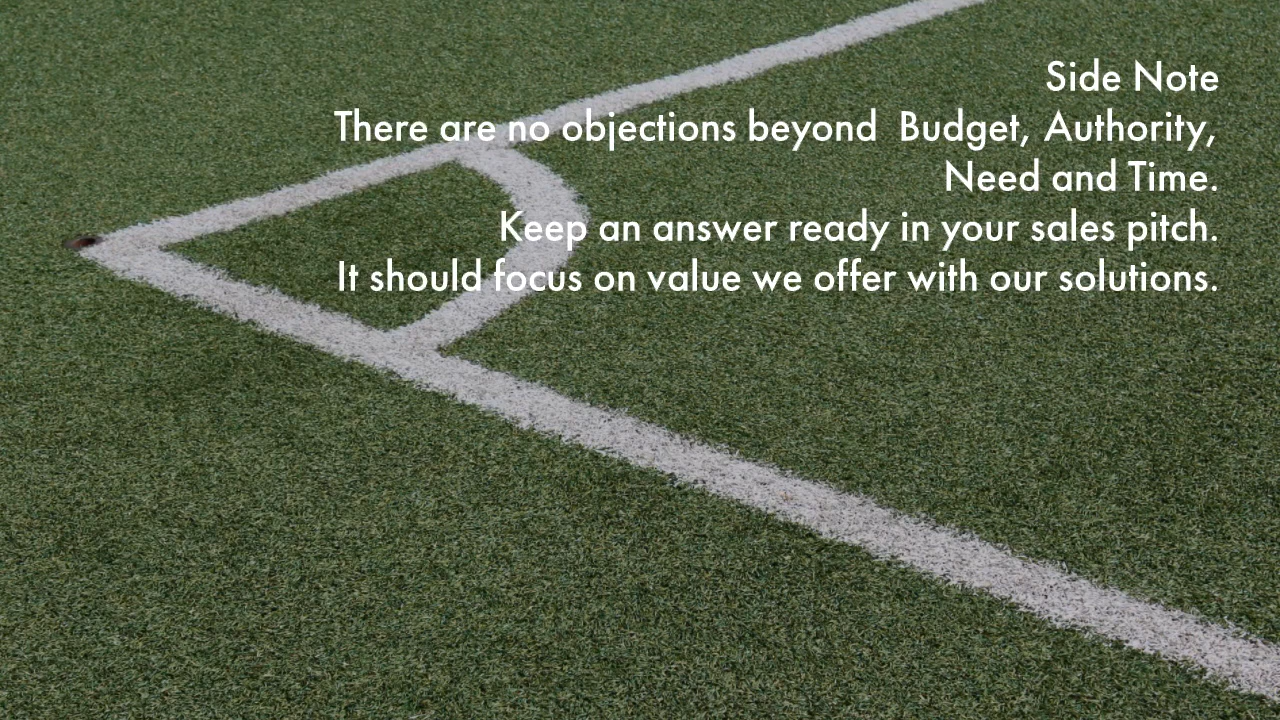 Side Note
There are no objections beyond  Budget, Authority,
Need and Time.
Keep an answer ready in your sales pitch.
It should focus on value we offer with our solutions.